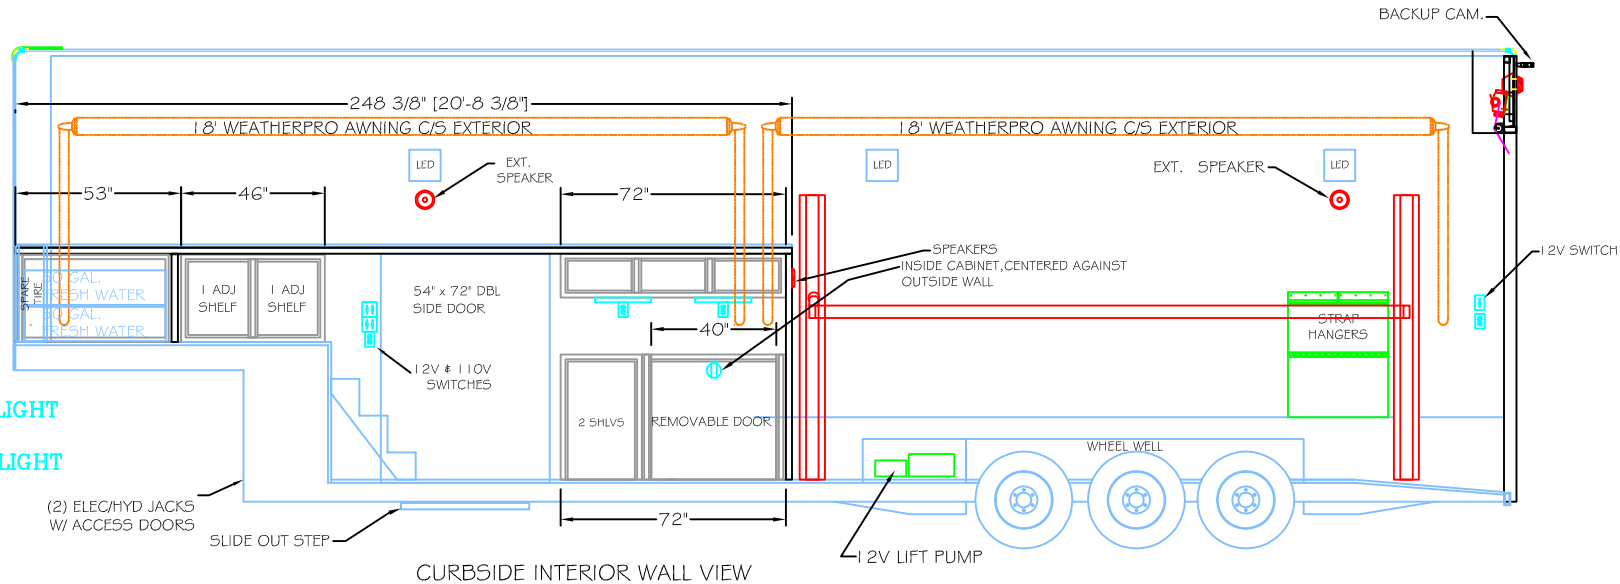 BACKUP CAM.
248 3/8" [20'-8 3/8"]
18' WEATHERPRO AWNING C/S EXTERIOR
18' WEATHERPRO AWNING C/S EXTERIOR
LED
EXT.
SPEAKER
LED
EXT. SPEAKER
LED
53"
46"
72"
SPEAKERS
INSIDE CABINET,CENTERED AGAINST
OUTSIDE WALL
12V SWITCH
SPARE
TIRE
50 GAL.
FRESH WATER
50 GAL.
FRESH WATER
1 ADJ
SHELF
1 ADJ
SHELF
54" x 72" DBL
SIDE DOOR
40"
STRAP
HANGERS
12V & 110V
SWITCHES
LIGHT
2 SHLVS
REMOVABLE DOOR
WHEEL WELL
LIGHT
(2) ELEC/HYD JACKS
W/ ACCESS DOORS
SLIDE OUT STEP
72"
12V LIFT PUMP
CURBSIDE INTERIOR WALL VIEW